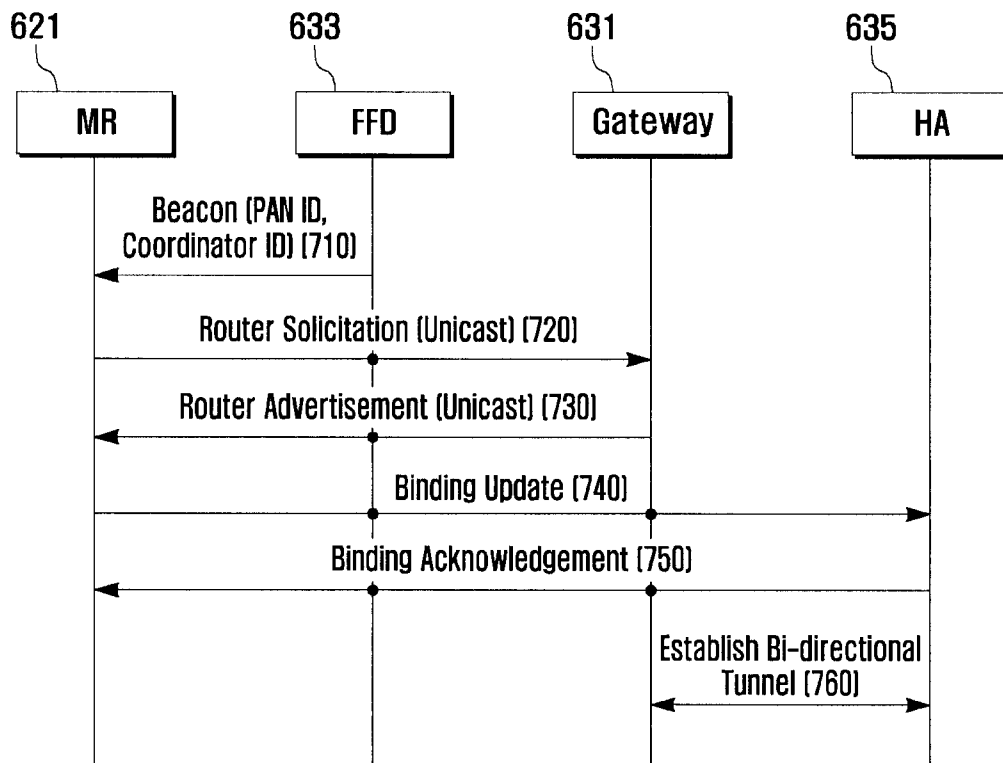 621 633 631 635
MR FFD Gateway HA
Beacon (PAN ID,
Coordinator ID) (710)
Router Solicitation (Unicast) (720)
Router Advertisement (Unicast) (730)
Binding Update (740)
Binding Acknowledgement (750)
Establish Bi-directional
Tunnel (760)